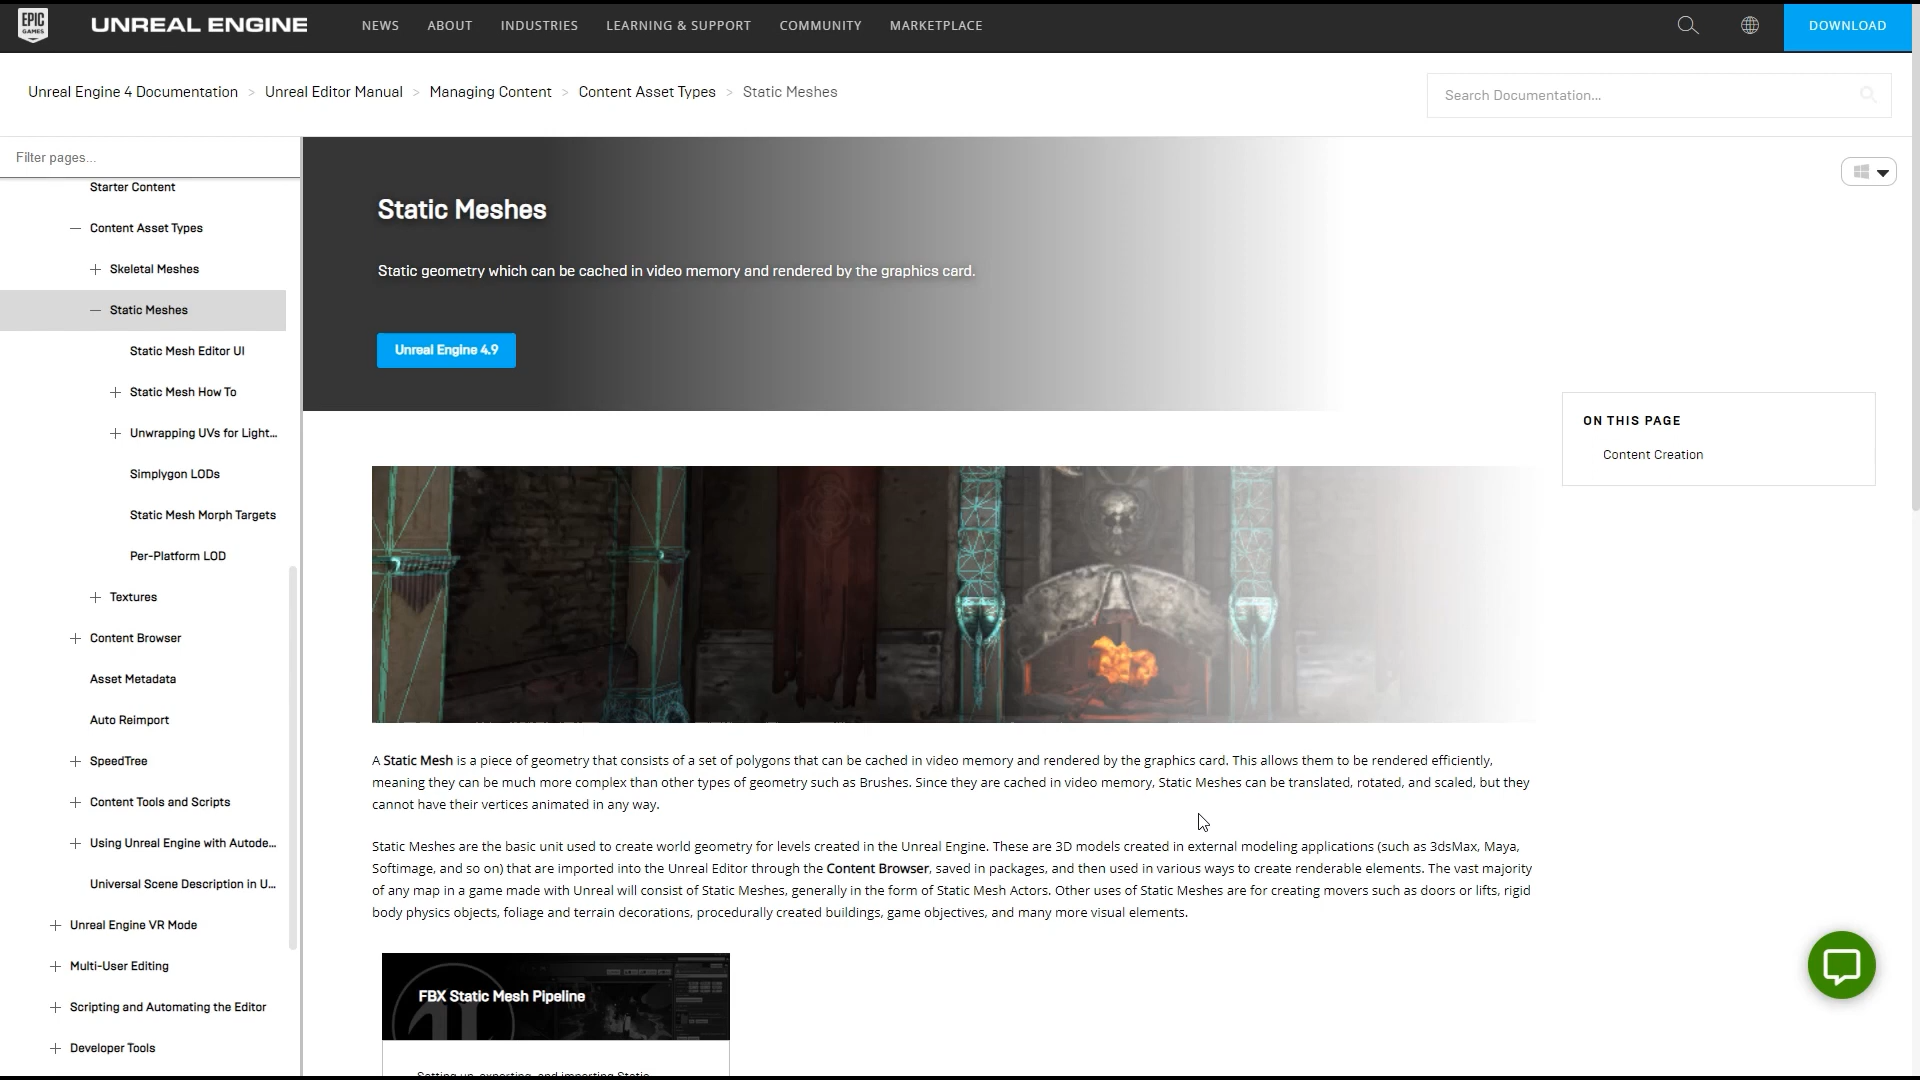 EPIC GAMES
UNREAL ENGINE
NEWS ABOUT INDUSTRIES LEARNING & SUPPORT COMMUNITY MARKETPLACE
DOWNLOAD
Unreal Engine 4 Documentation > Unreal Editor Manual > Managing Content > Content Asset Types > Static Meshes
Search Documentation...
Filter pages...
Starter Content
Content Asset Types
Skeletal Meshes
Static Meshes
Static Mesh Editor UI
Static Mesh How To
Unwrapping UVs for Light...
Simplygon LODs
Static Mesh Morph Targets
Per-Platform LOD
Textures
Content Browser
Asset Metadata
Auto Reimport
SpeedTree
Content Tools and Scripts
Using Unreal Engine with Autode...
Universal Scene Description in U...
Unreal Engine VR Mode
Multi-User Editing
Scripting and Automating the Editor
Developer Tools
Static Meshes
Static geometry which can be cached in video memory and rendered by the graphics card.
Unreal Engine 4.9
ON THIS PAGE
Content Creation
A Static Mesh is a piece of geometry that consists of a set of polygons that can be cached in video memory and rendered by the graphics card. This allows them to be rendered efficiently,
meaning they can be much more complex than other types of geometry such as Brushes. Since they are cached in video memory, Static Meshes can be translated, rotated, and scaled, but they
cannot have their vertices animated in any way.
Static Meshes are the basic unit used to create world geometry for levels created in the Unreal Engine. These are 3D models created in external modeling applications (such as 3dsMax, Maya,
Softimage, and so on) that are imported into the Unreal Editor through the Content Browser, saved in packages, and then used in various ways to create renderable elements. The vast majority
of any map in a game made with Unreal will consist of Static Meshes, generally in the form of Static Mesh Actors. Other uses of Static Meshes are for creating movers such as doors or lifts, rigid
body physics objects, foliage and terrain decorations, procedurally created buildings, game objectives, and many more visual elements.
FBX Static Mesh Pipeline
Setting up, exporting, and importing Static